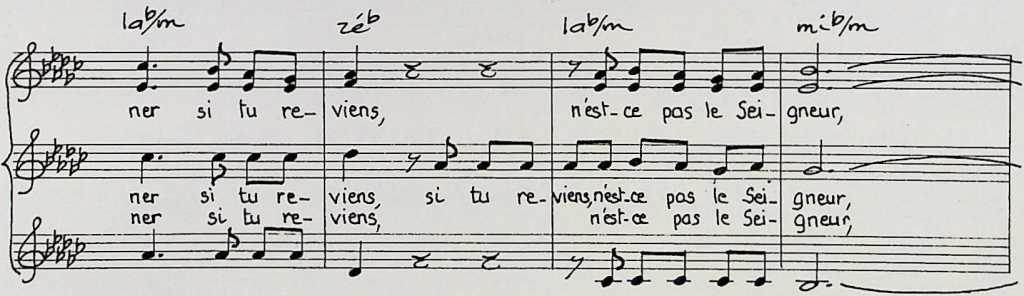 lab/m zéb lab/m mib/m
ner si tu re- viens, n'est-ce pas le Sei- gneur,
ner si tu re- viens, si tu re-viens, n'est-ce pas le Sei- gneur,
ner si tu re- viens, n'est-ce pas le Sei- gneur,